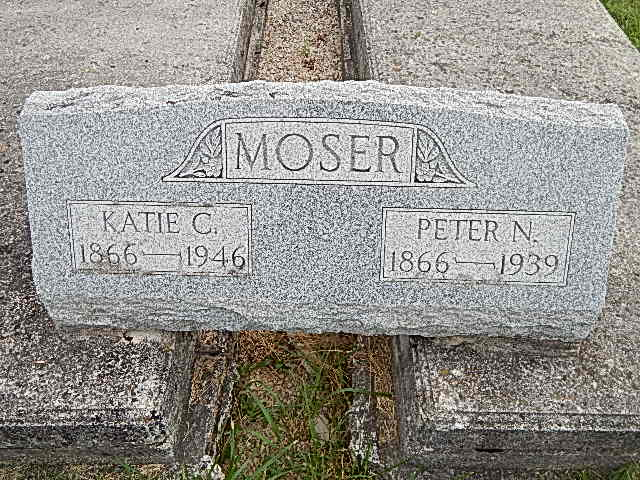 MOSER
KATIE C.
1866—1946
PETER N.
1866—1939